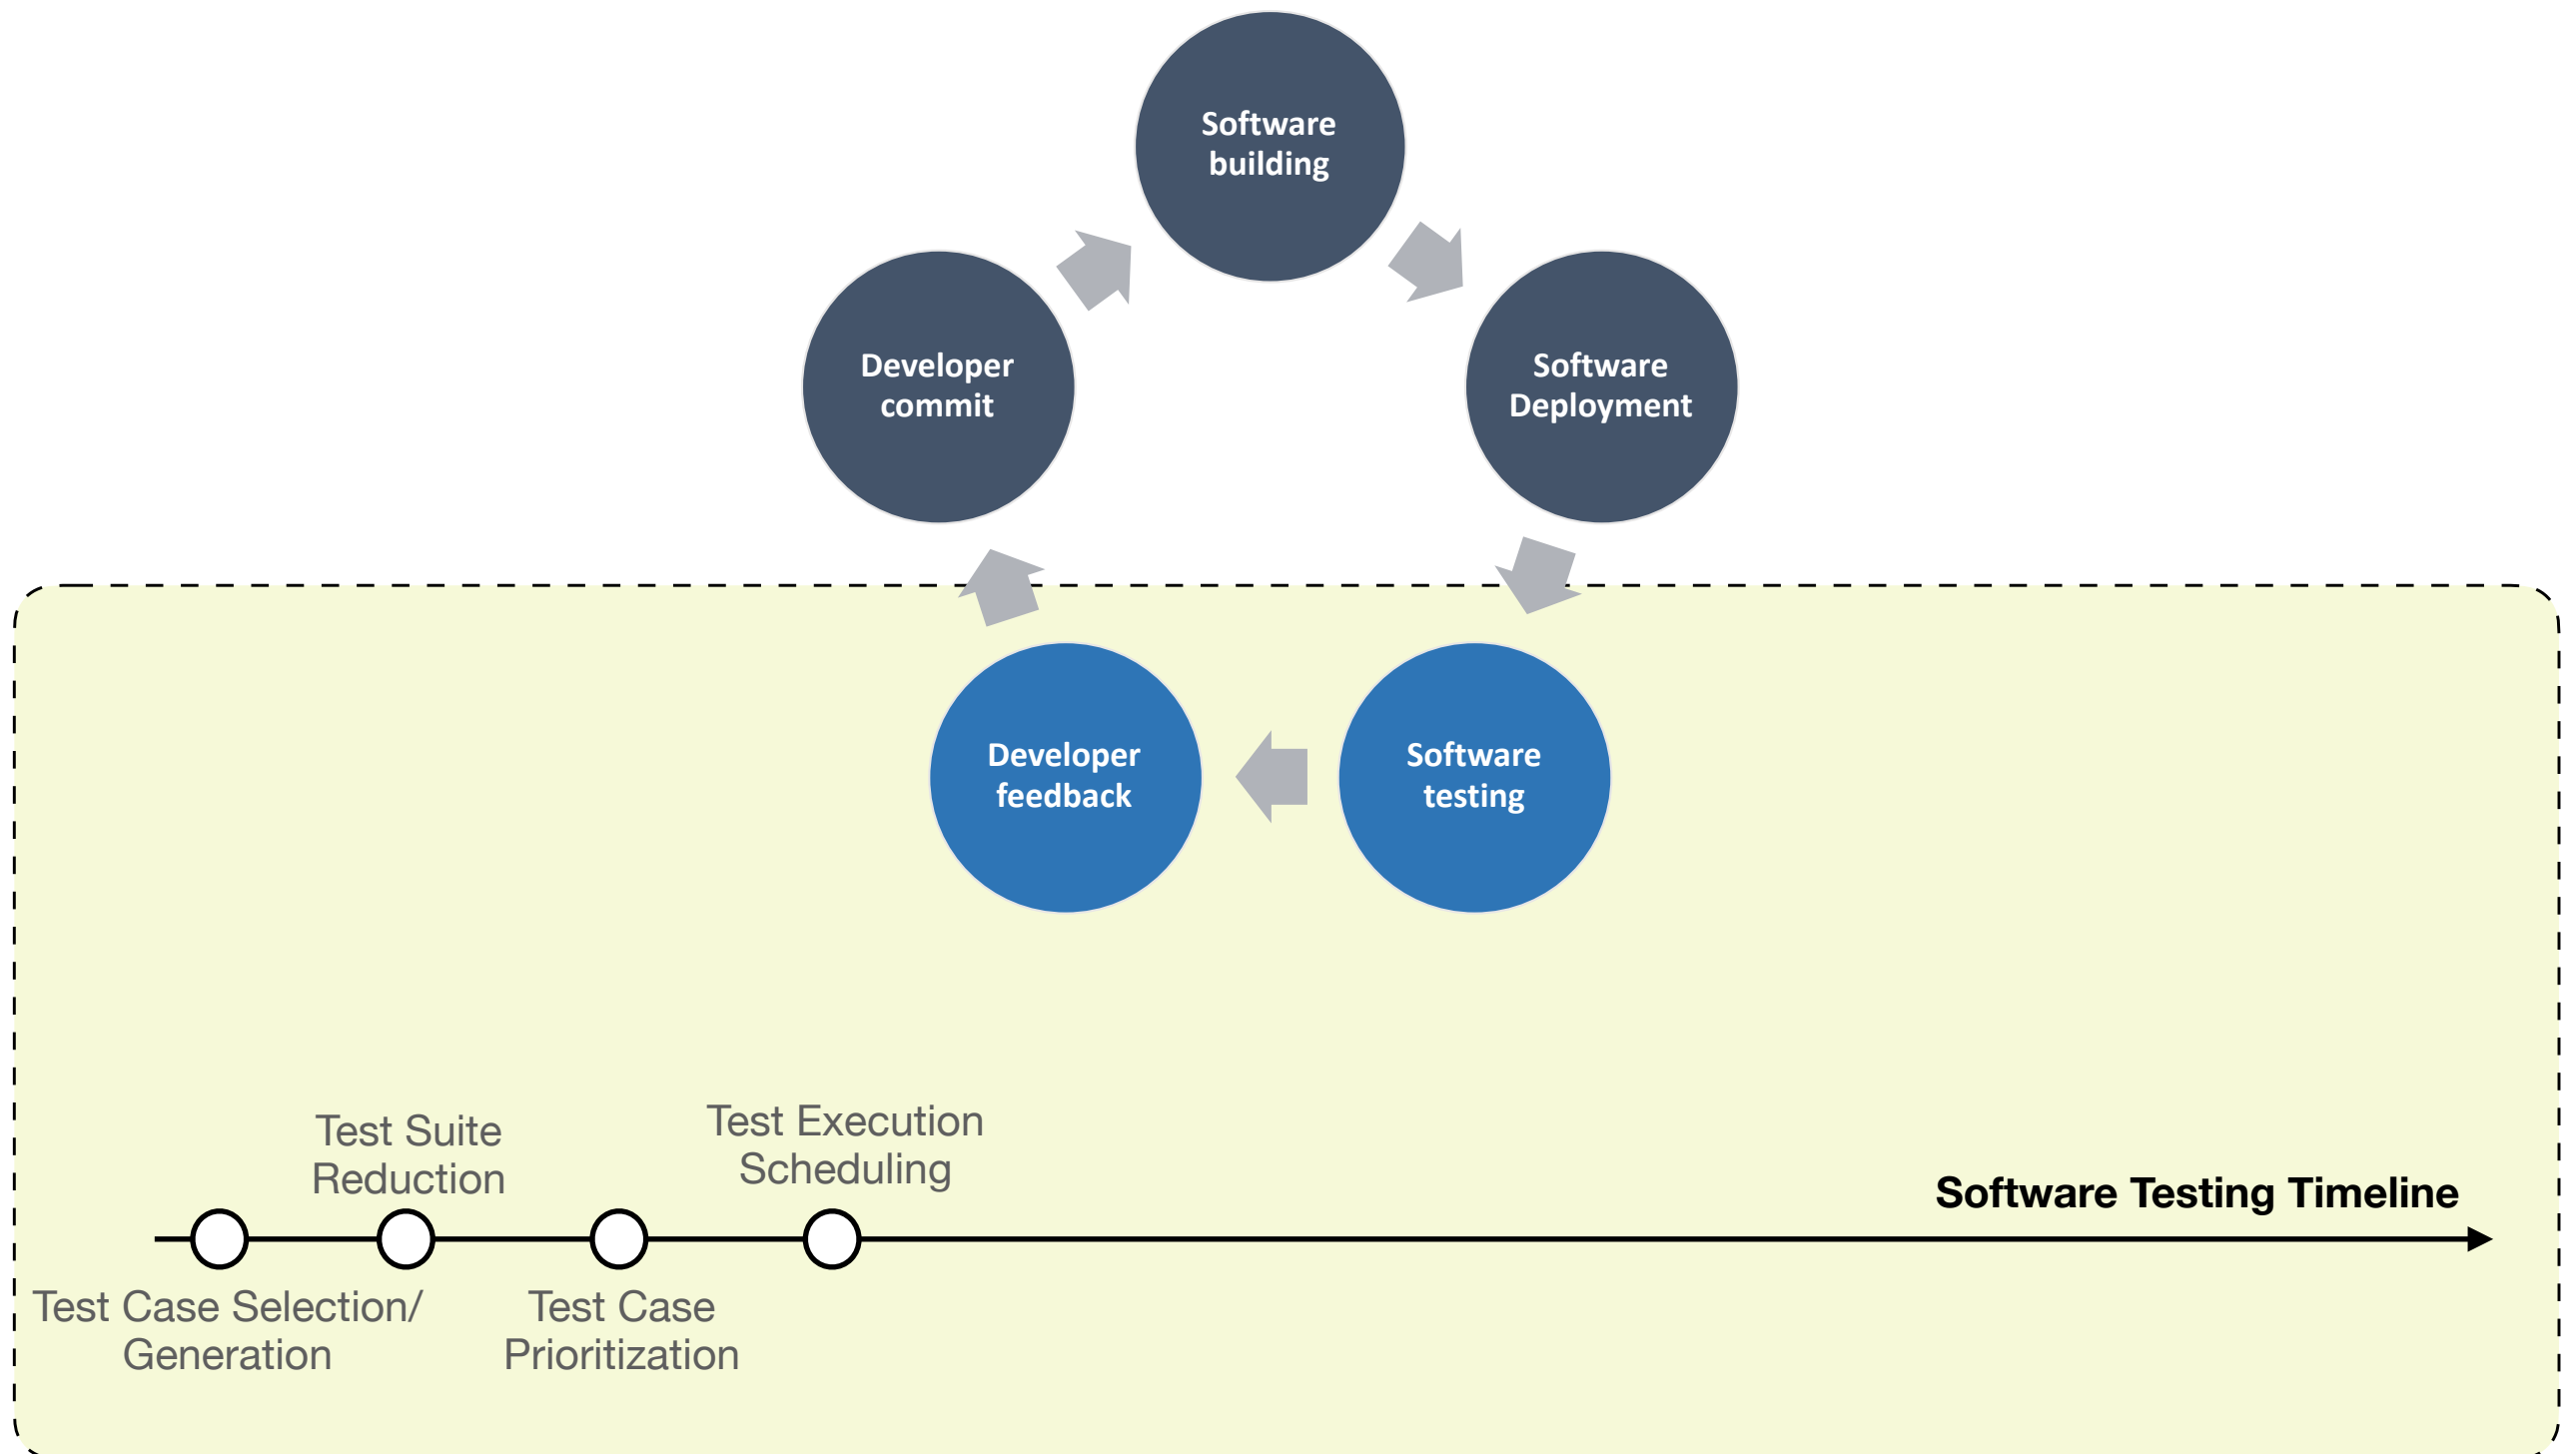 Software
building
Developer
commit
Software
Deployment
Developer
feedback
Software
testing
Test Suite
Reduction
Test Execution
Scheduling
Software Testing Timeline
Test Case Selection/
Generation
Test Case
Prioritization